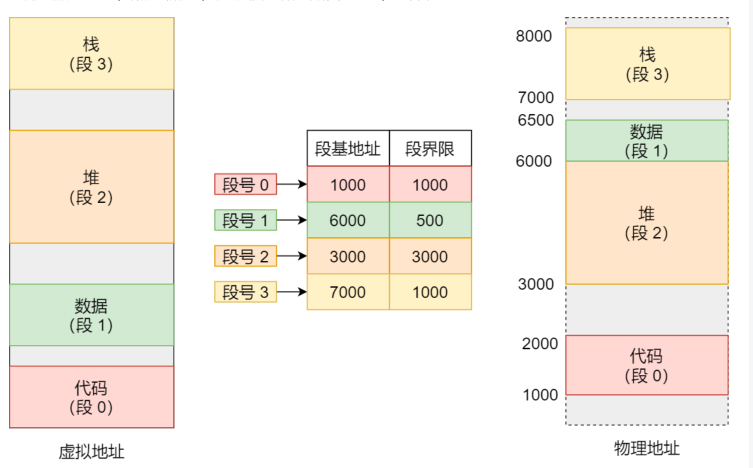 栈
(段 3)
堆
(段 2)
数据
(段 1)
代码
(段 0)
虚拟地址
段基地址 段界限
段号 0 1000 1000
段号 1 6000 500
段号 2 3000 3000
段号 3 7000 1000
8000
栈
(段 3)
7000
6500
数据
(段 1)
6000
堆
(段 2)
3000
2000
代码
(段 0)
1000
物理地址